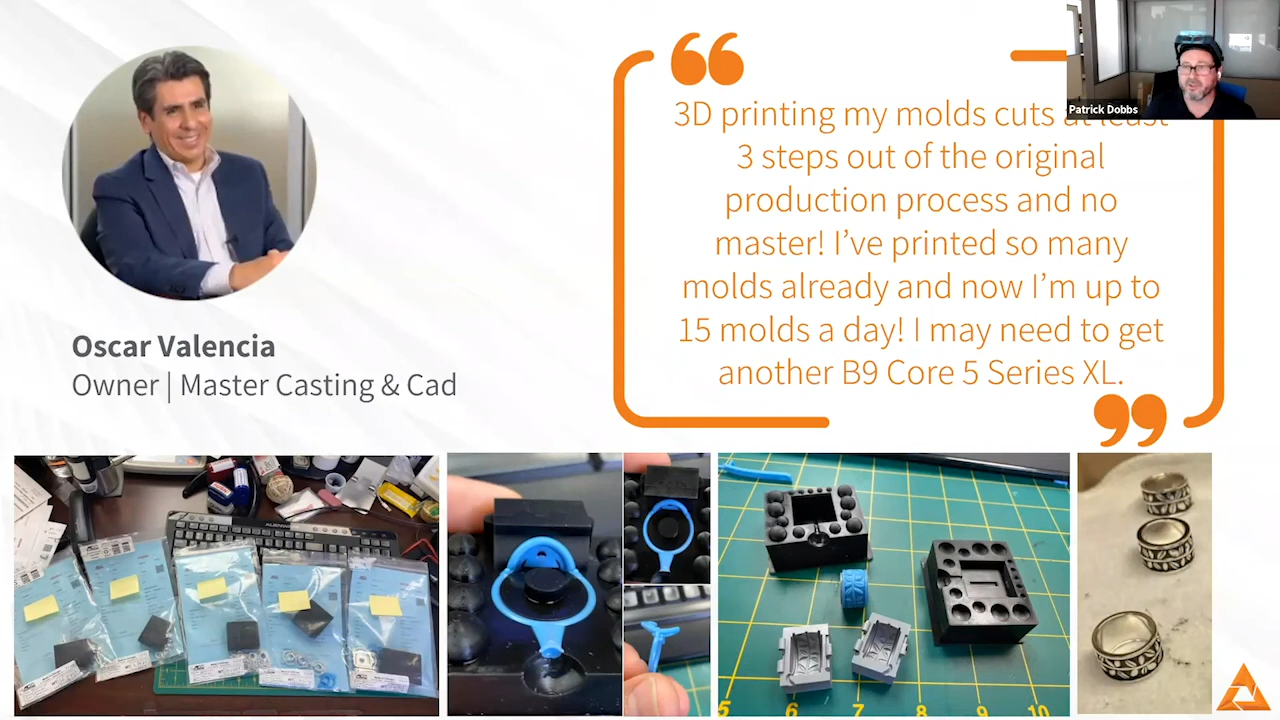 Patrick Dobbs
3D printing my molds cuts at least
3 steps out of the original
production process and no
master! I’ve printed so many
molds already and now I’m up to
15 molds a day! I may need to get
another B9 Core 5 Series XL.
Oscar Valencia
Owner | Master Casting & Cad
5 6 7 8 9 10